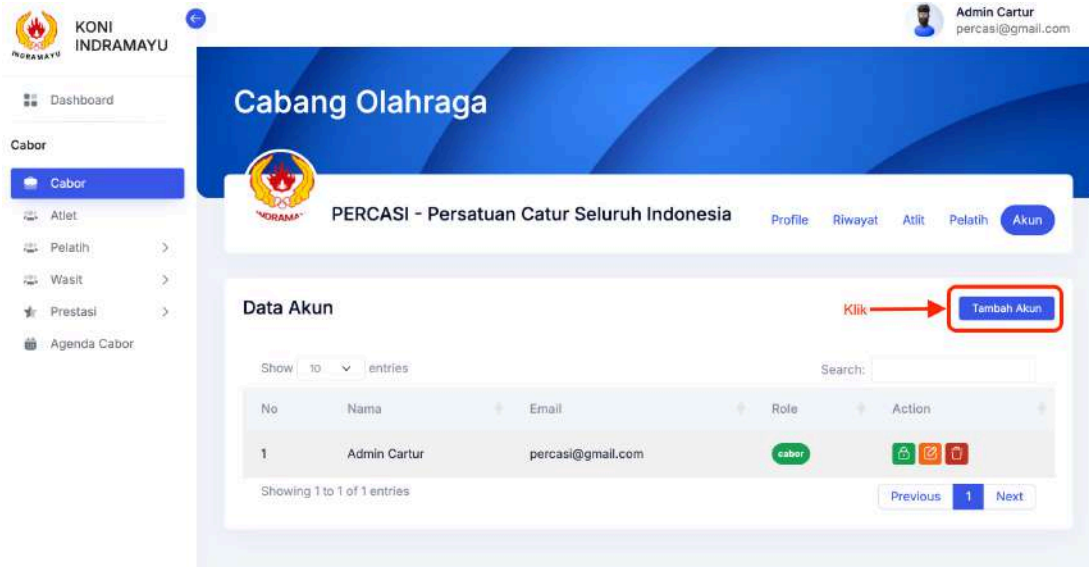 KONI
INDRAMAYU
INDRAMAYU
Admin Cartur
percasi@gmail.com
Dashboard
Cabor
Cabor
Atlet
Pelatih
Wasit
Prestasi
Agenda Cabor
Cabang Olahraga
INDRAMAY
PERCASI - Persatuan Catur Seluruh Indonesia
Profile Riwayat Atlit Pelatih Akun
Data Akun
Klik
Tambah Akun
Show 10 entries
Search:
No Nama Email Role Action
1 Admin Cartur percasi@gmail.com cabor
Showing 1 to 1 of 1 entries
Previous 1 Next